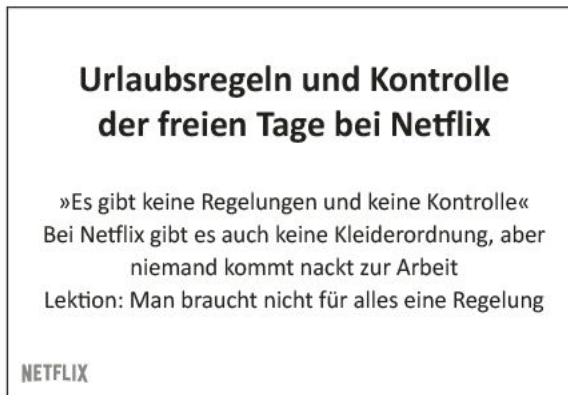 Urlaubsregeln und Kontrolle
der freien Tage bei Netflix
»Es gibt keine Regelungen und keine Kontrolle«
Bei Netflix gibt es auch keine Kleiderordnung, aber
niemand kommt nackt zur Arbeit
Lektion: Man braucht nicht für alles eine Regelung
NETFLIX